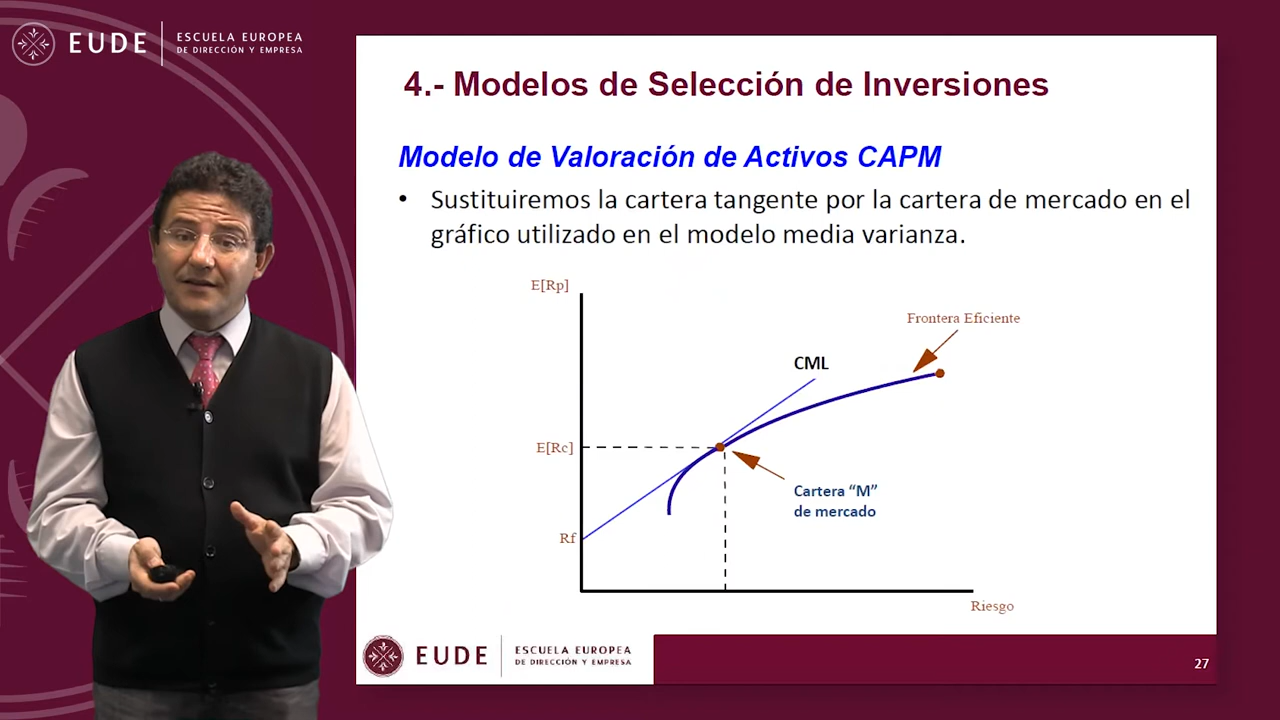 EUDE
ESCUELA EUROPEA
DE DIRECCIÓN Y EMPRESA
4.- Modelos de Selección de Inversiones
Modelo de Valoración de Activos CAPM
• Sustituiremos la cartera tangente por la cartera de mercado en el
gráfico utilizado en el modelo media varianza.
E[Rp]
Frontera Eficiente
CML
E[Rc]
Cartera “M”
de mercado
Rf
Riesgo
EUDE
ESCUELA EUROPEA
DE DIRECCIÓN Y EMPRESA
27